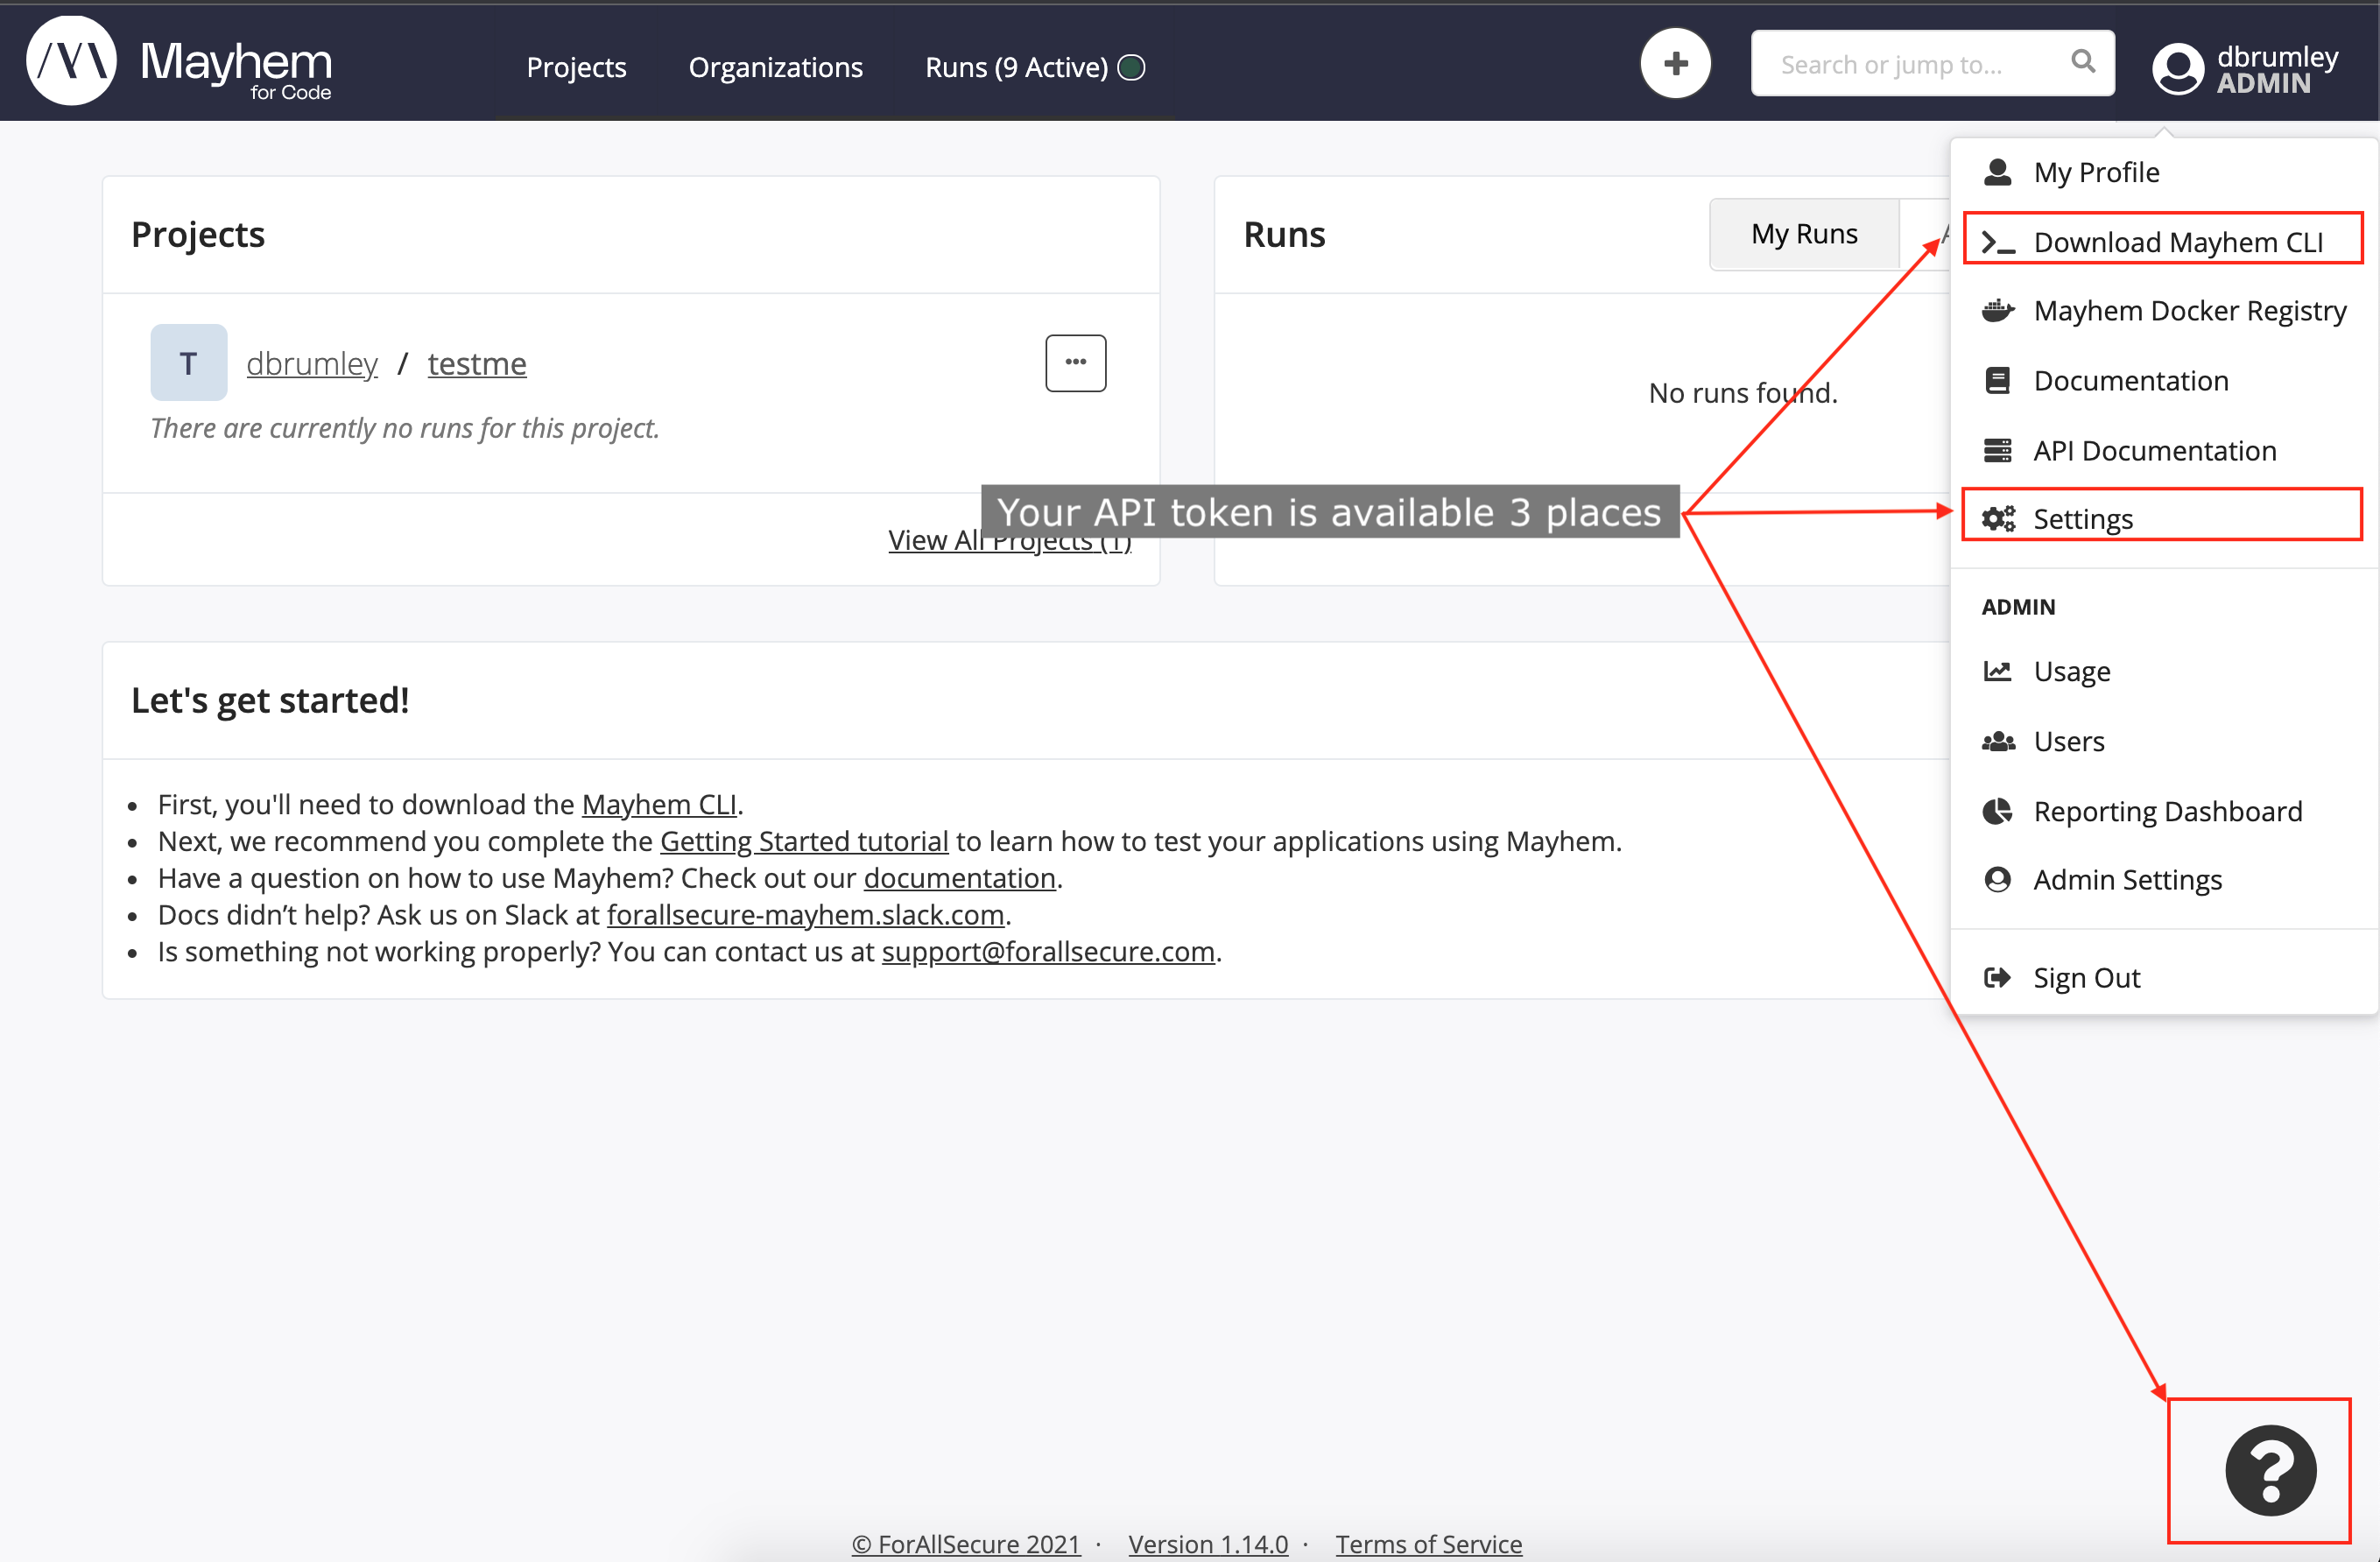 Mayhem
for Code
Projects
Organizations
Runs (9 Active)
Search or jump to...
dbrumley
ADMIN
Projects
T
dbrumley / testme
There are currently no runs for this project.
View All Projects (1)
Runs
My Runs
No runs found.
Your API token is available 3 places
My Profile
Download Mayhem CLI
Mayhem Docker Registry
Documentation
API Documentation
Settings
ADMIN
Usage
Users
Reporting Dashboard
Admin Settings
Sign Out
Let's get started!
• First, you'll need to download the Mayhem CLI.
• Next, we recommend you complete the Getting Started tutorial to learn how to test your applications using Mayhem.
• Have a question on how to use Mayhem? Check out our documentation.
• Docs didn’t help? Ask us on Slack at forallsecure-mayhem.slack.com.
• Is something not working properly? You can contact us at support@forallsecure.com.
© ForAllSecure 2021 · Version 1.14.0 · Terms of Service